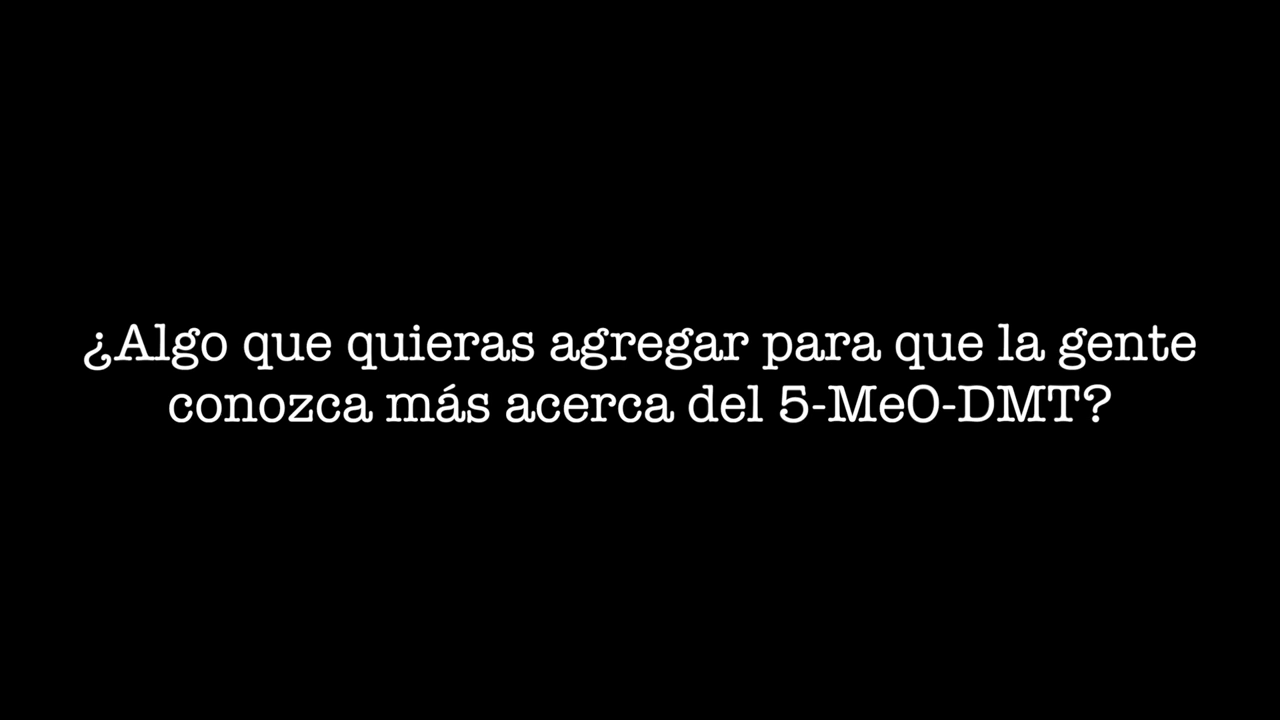 ¿Algo que quieras agregar para que la gente
conozca más acerca del 5-MeO-DMT?